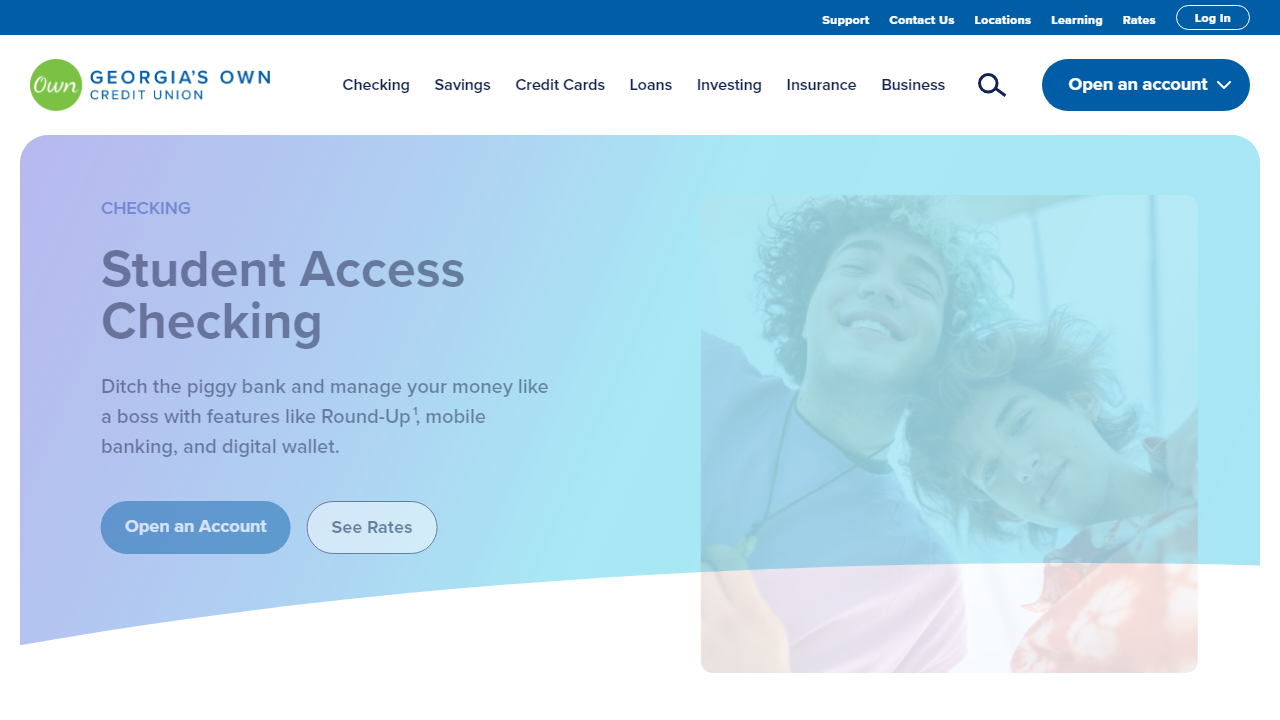 Support Contact Us Locations Learning Rates Log In
Own GEORGIA'S OWN
CREDIT UNION
Checking Savings Credit Cards Loans Investing Insurance Business
Open an account
CHECKING
Student Access
Checking
Ditch the piggy bank and manage your money like
a boss with features like Round-Up¹, mobile
banking, and digital wallet.
Open an Account See Rates